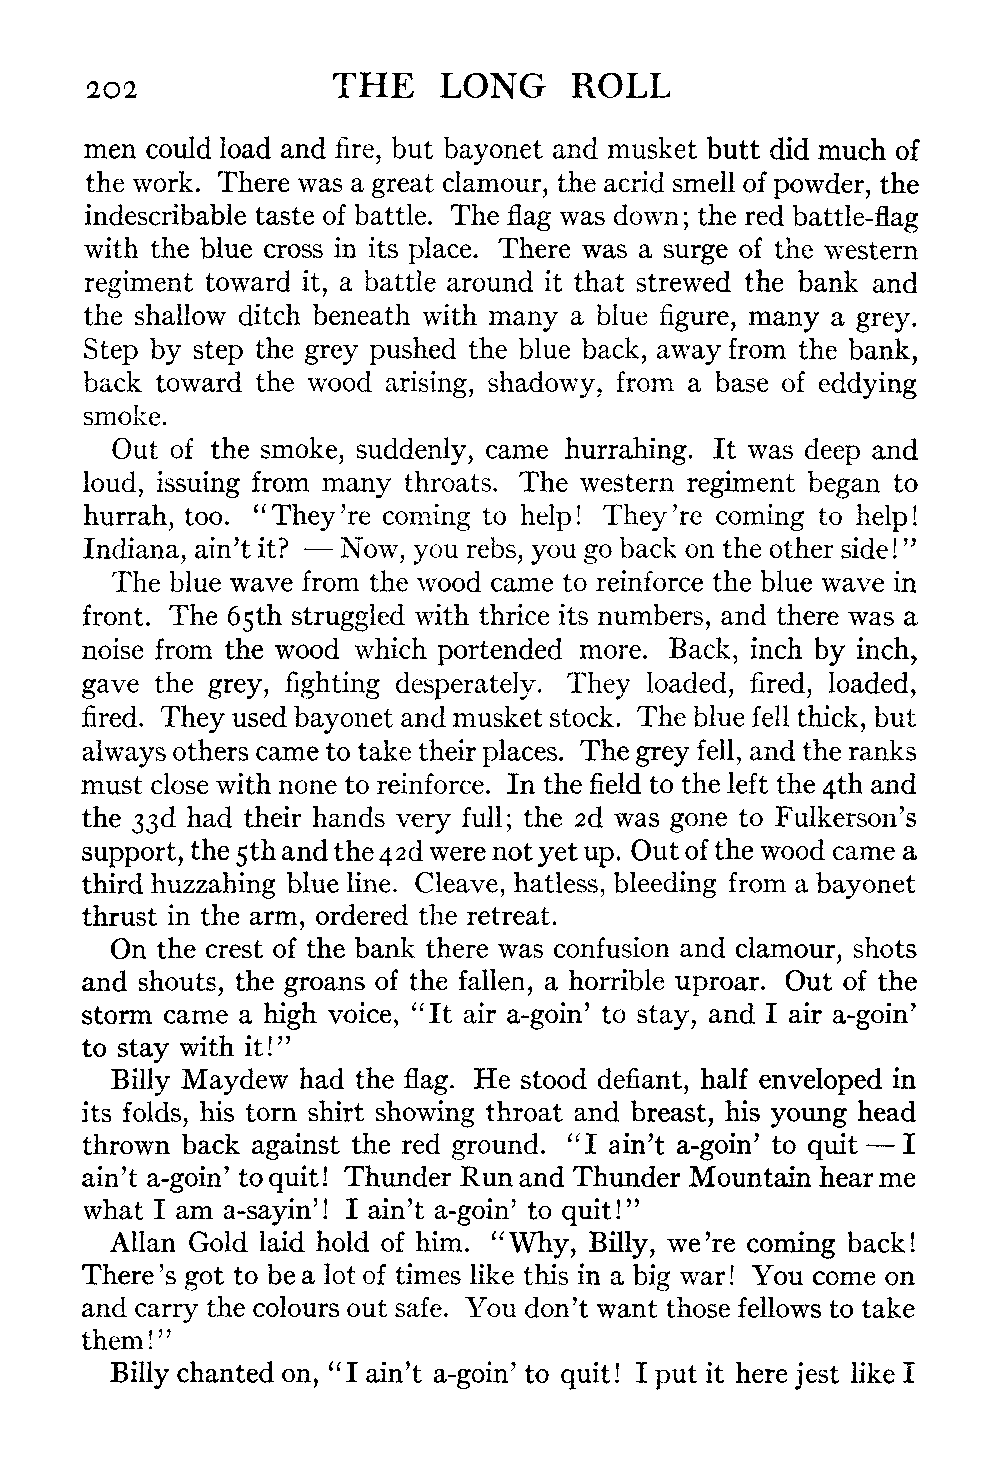 202 THE LONG ROLL
men could load and fire, but bayonet and musket butt did much of
the work. There was a great clamour, the acrid smell of powder, the
indescribable taste of battle. The flag was down; the red battle-flag
with the blue cross in its place. There was a surge of the western
regiment toward it, a battle around it that strewed the bank and
the shallow ditch beneath with many a blue figure, many a grey.
Step by step the grey pushed the blue back, away from the bank,
back toward the wood arising, shadowy, from a base of eddying
smoke.
Out of the smoke, suddenly, came hurrahing. It was deep and
loud, issuing from many throats. The western regiment began to
hurrah, too. "They're coming to help! They're coming to help!
Indiana, ain't it? — Now, you rebs, you go back on the other side!"
The blue wave from the wood came to reinforce the blue wave in
front. The 65th struggled with thrice its numbers, and there was a
noise from the wood which portended more. Back, inch by inch,
gave the grey, fighting desperately. They loaded, fired, loaded,
fired. They used bayonet and musket stock. The blue fell thick, but
always others came to take their places. The grey fell, and the ranks
must close with none to reinforce. In the field to the left the 4th and
the 33d had their hands very full; the 2d was gone to Fulkerson's
support, the 5th and the 42d were not yet up. Out of the wood came a
third huzzahing blue line. Cleave, hatless, bleeding from a bayonet
thrust in the arm, ordered the retreat.
On the crest of the bank there was confusion and clamour, shots
and shouts, the groans of the fallen, a horrible uproar. Out of the
storm came a high voice, "It air a-goin' to stay, and I air a-goin'
to stay with it!"
Billy Maydew had the flag. He stood defiant, half enveloped in
its folds, his torn shirt showing throat and breast, his young head
thrown back against the red ground. "I ain't a-goin' to quit — I
ain't a-goin' to quit! Thunder Run and Thunder Mountain hear me
what I am a-sayin'! I ain't a-goin' to quit!"
Allan Gold laid hold of him. "Why, Billy, we're coming back!
There's got to be a lot of times like this in a big war! You come on
and carry the colours out safe. You don't want those fellows to take
them!"
Billy chanted on, "I ain't a-goin' to quit! I put it here jest like I